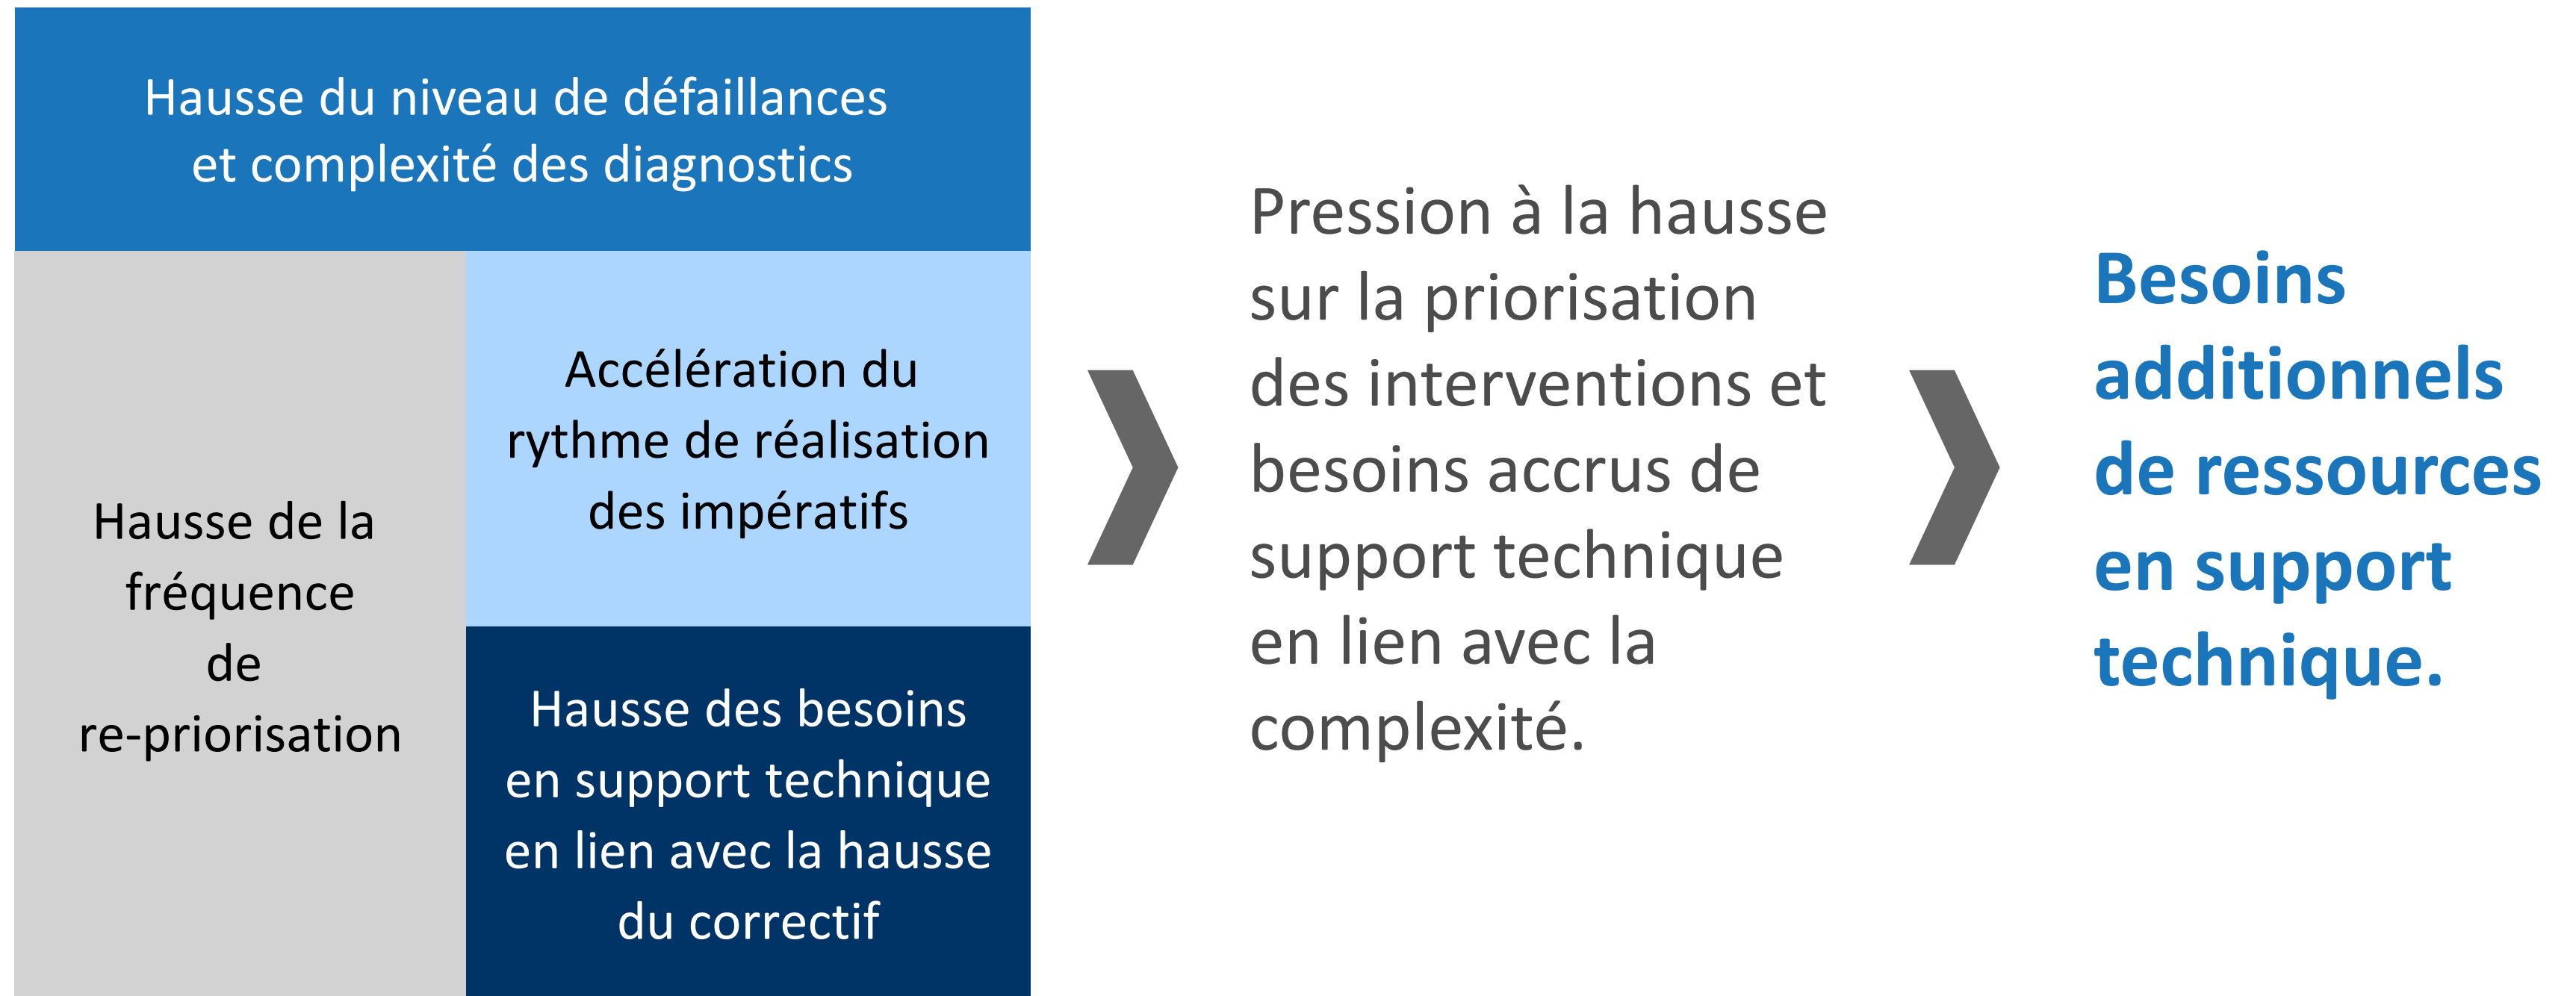 Hausse du niveau de défaillances
et complexité des diagnostics
Hausse de la
fréquence
de
re-priorisation
Accélération du
rythme de réalisation
des impératifs
Hausse des besoins
en support technique
en lien avec la hausse
du correctif
Pression à la hausse
sur la priorisation
des interventions et
besoins accrus de
support technique
en lien avec la
complexité.
Besoins
additionnels
de ressources
en support
technique.